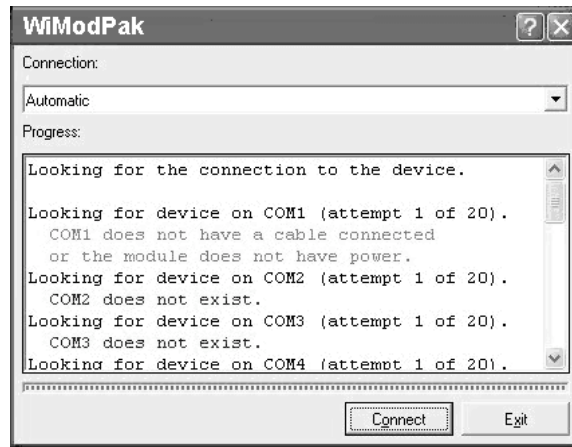 WiModPak
Connection:
Automatic
Progress:
Looking for the connection to the device.
Looking for device on COM1 (attempt 1 of 20).
COM1 does not have a cable connected
or the module does not have power.
Looking for device on COM2 (attempt 1 of 20).
COM2 does not exist.
Looking for device on COM3 (attempt 1 of 20).
COM3 does not exist.
Looking for device on COM4 (attempt 1 of 20).
Connect Exit